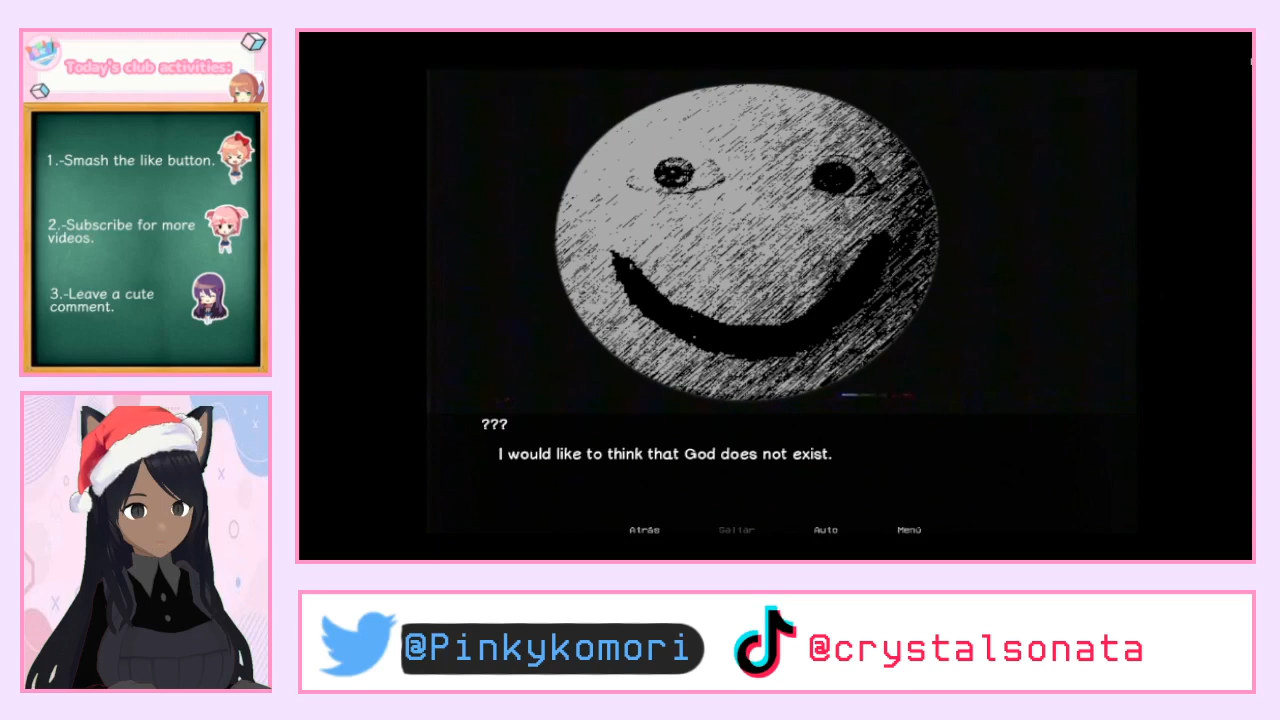 Today's club activities:
1.-Smash the like button.
2.-Subscribe for more
videos.
3.-Leave a cute
comment.
???
I would like to think that God does not exist.
Atrás
Saltar
Auto
Menú
@Pinkykomori
@crystalsonata